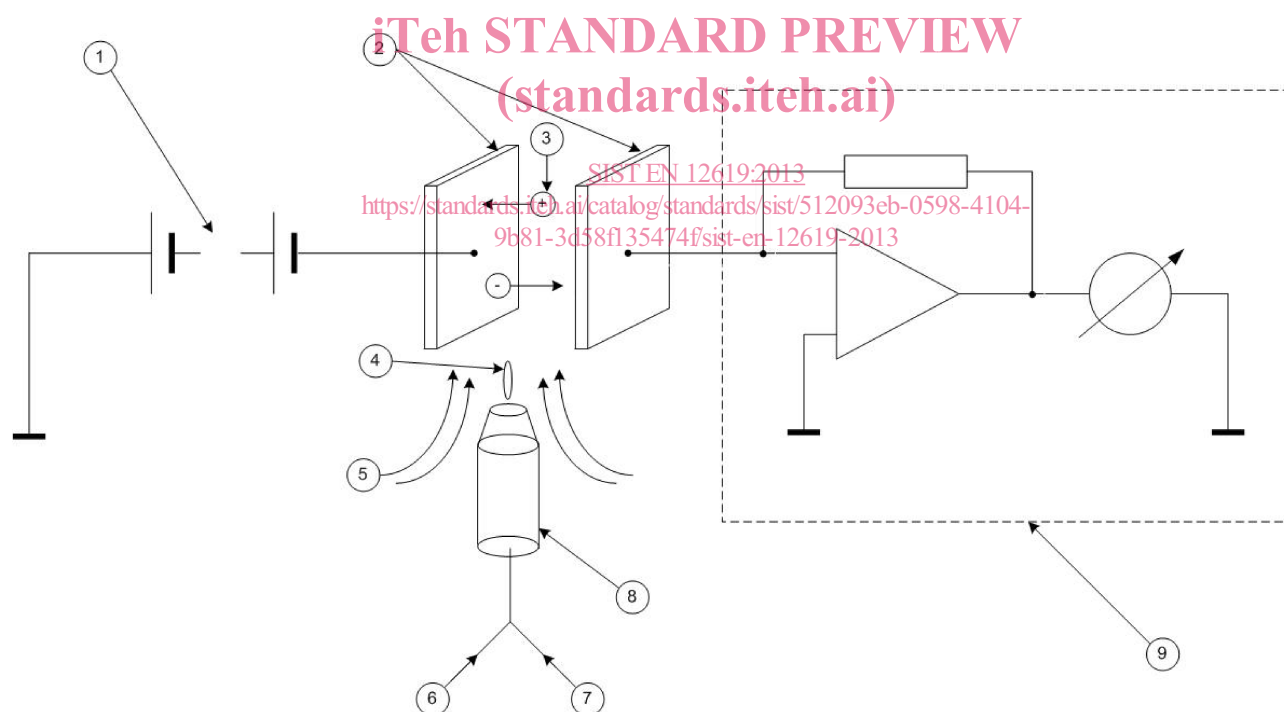 iTeh STANDARD PREVIEW
(standards.iteh.ai)
1
2
3
SIST EN 12619:2013
https://standards.iteh.ai/catalog/standards/sist/512093eb-0598-4104-
9b81-3d58f135474f/sist-en-12619-2013
+
-
4
5
8
6
7
9